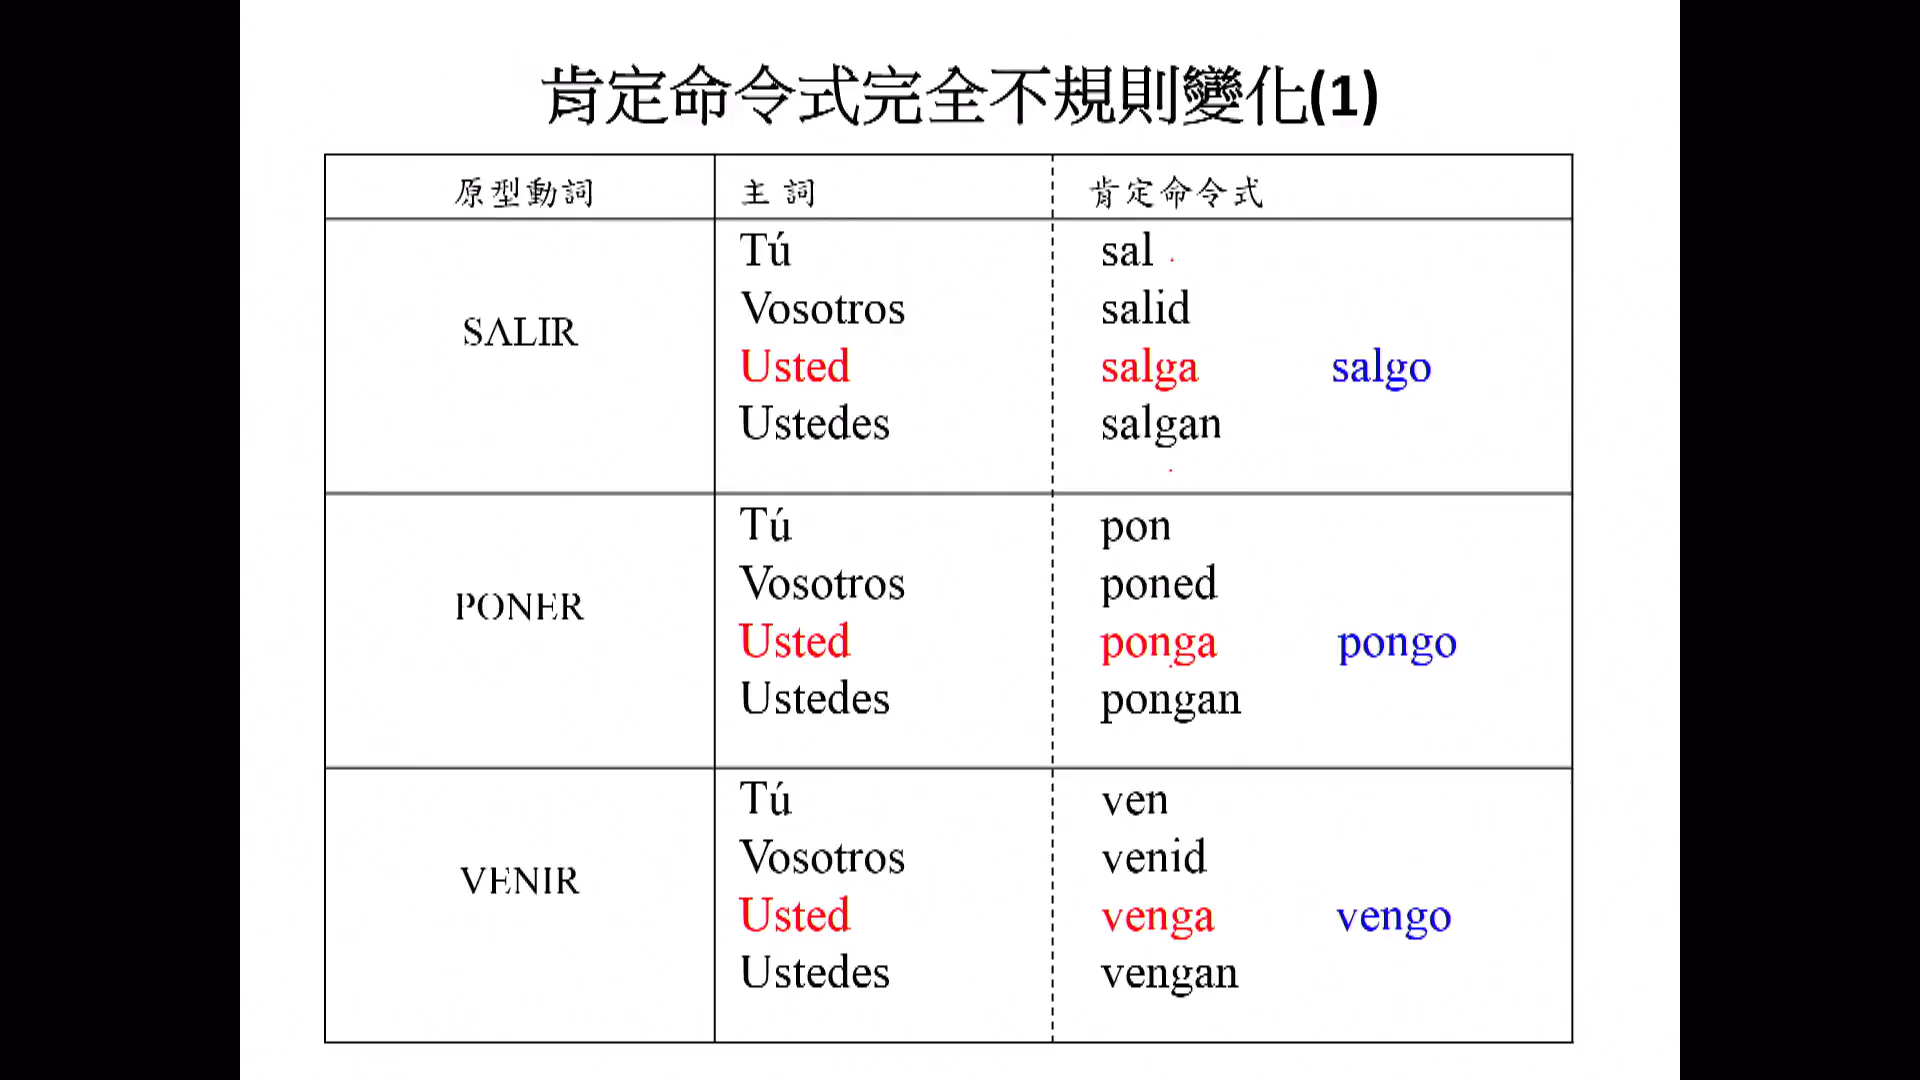 肯定命令式完全不規則變化(1)
原型動詞 主 詞 肯定命令式
SALIR
Tú sal
Vosotros salid
Usted salga salgo
Ustedes salgan
PONER
Tú pon
Vosotros poned
Usted ponga pongo
Ustedes pongan
VENIR
Tú ven
Vosotros venid
Usted venga vengo
Ustedes vengan